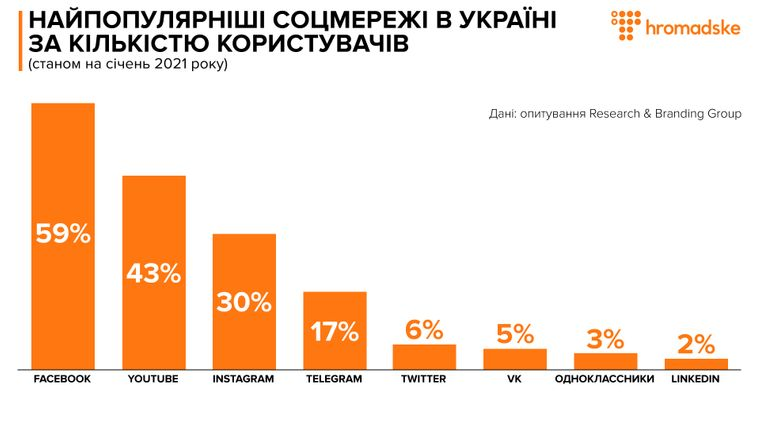 НАЙПОПУЛЯРНІШІ СОЦМЕРЕЖІ В УКРАЇНІ
ЗА КІЛЬКІСТЮ КОРИСТУВАЧІВ
(станом на січень 2021 року)
hromadske
Дані: опитування Research & Branding Group
59%
43%
30%
17%
6%
5%
3%
2%
FACEBOOK
YOUTUBE
INSTAGRAM
TELEGRAM
TWITTER
VK
ОДНОКЛАССНИКИ
LINKEDIN